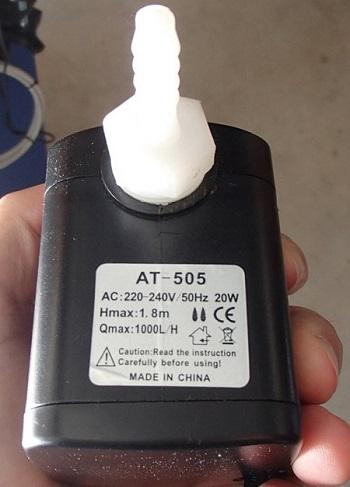 AT-505
AC:220-240V/50Hz 20W
Hmax:1.8m CE
Qmax:1000L/H
Caution:Read the instruction
Carefully before using!
MADE IN CHINA